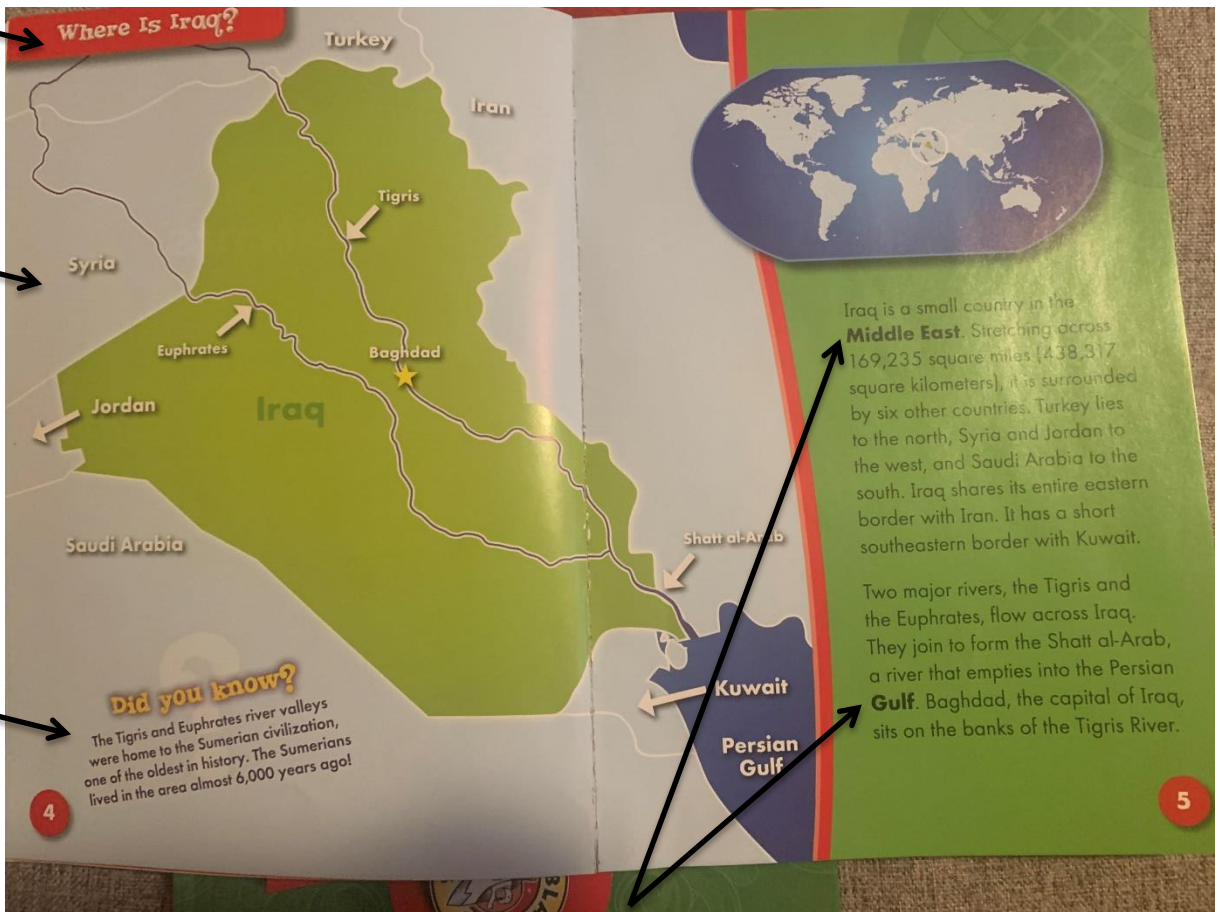 Where Is Iraq?
Turkey
Iran
Tigris
Syria
Euphrates
Baghdad
Jordan
Iraq
Saudi Arabia
Shatt al-Arab
Kuwait
Persian
Gulf
Did you know?
The Tigris and Euphrates river valleys
were home to the Sumerian civilization,
one of the oldest in history. The Sumerians
lived in the area almost 6,000 years ago!
4
Iraq is a small country in the
Middle East. Stretching across
169,235 square miles (438,317
square kilometers), it is surrounded
by six other countries. Turkey lies
to the north, Syria and Jordan to
the west, and Saudi Arabia to the
south. Iraq shares its entire eastern
border with Iran. It has a short
southeastern border with Kuwait.
Two major rivers, the Tigris and
the Euphrates, flow across Iraq.
They join to form the Shatt al-Arab,
a river that empties into the Persian
Gulf. Baghdad, the capital of Iraq,
sits on the banks of the Tigris River.
5